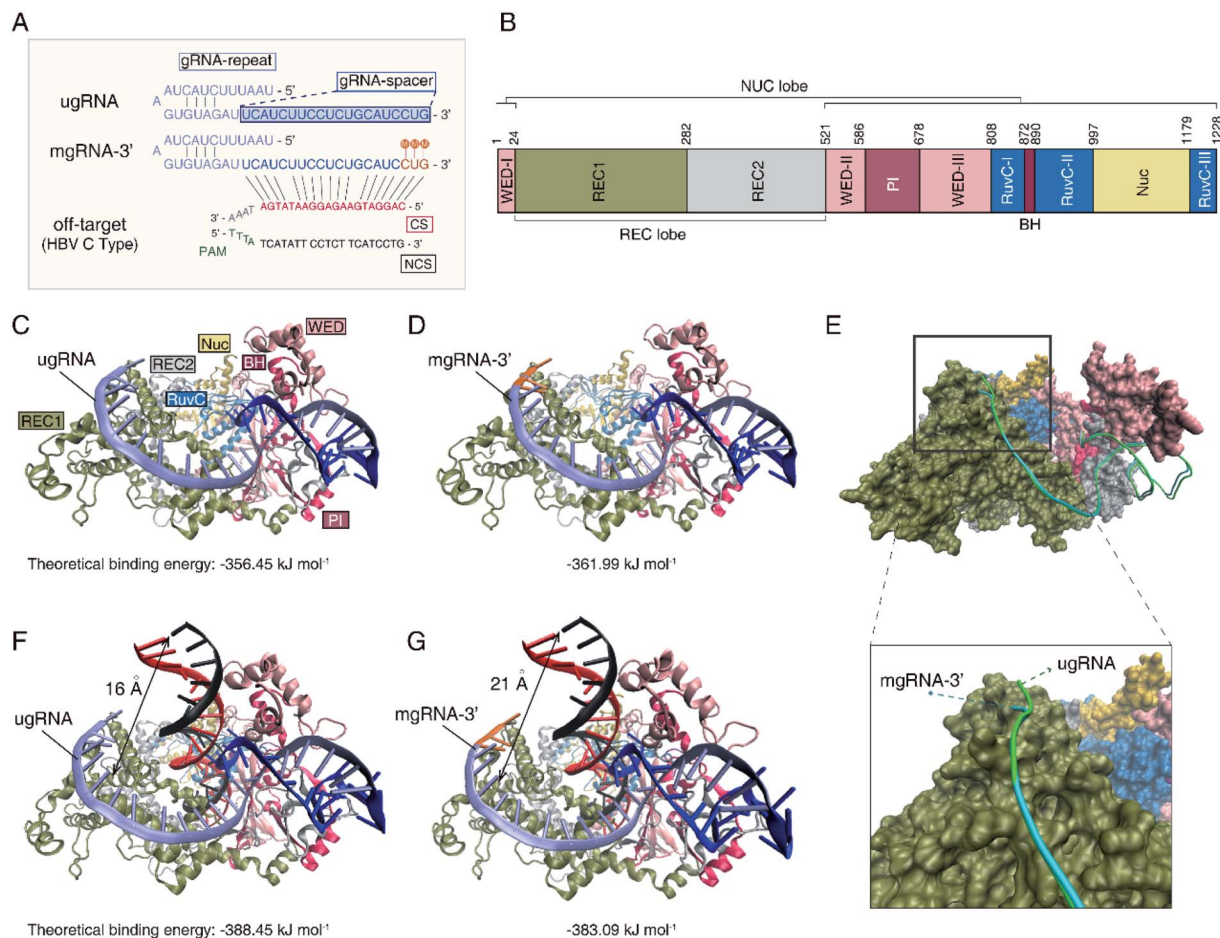 A
gRNA-repeat
AUCAUCUUUAAU - 5'
gRNA-spacer
ugRNA
A
GUGUAGAUUCAUCUUCCUCUGCAUCCUG - 3'
M M M
AUCAUCUUUAAU - 5'
mgRNA-3'
A
GUGUAGAUUCAUCUUCCUCUGCAUCCUG - 3'
AGTATAAGGAGAAGTAGGAC - 5'
3' - AAAT
CS
off-target
(HBV C Type)
5' - TTTA
TCATATT CCTCT TCATCCTG - 3'
PAM
NCS
B
NUC lobe
1 24 282 521 586 678 808 872 890 997 1179 1228
WED-I REC1 REC2 WED-II PI WED-III RuvC-I RuvC-II Nuc RuvC-III
REC lobe
BH
C
ugRNA
REC2
Nuc
BH
WED
RuvC
REC1
PI
Theoretical binding energy: -356.45 kJ mol⁻¹
D
mgRNA-3'
-361.99 kJ mol⁻¹
E
ugRNA
mgRNA-3'
F
16 Å
ugRNA
Theoretical binding energy: -388.45 kJ mol⁻¹
G
21 Å
mgRNA-3'
-383.09 kJ mol⁻¹